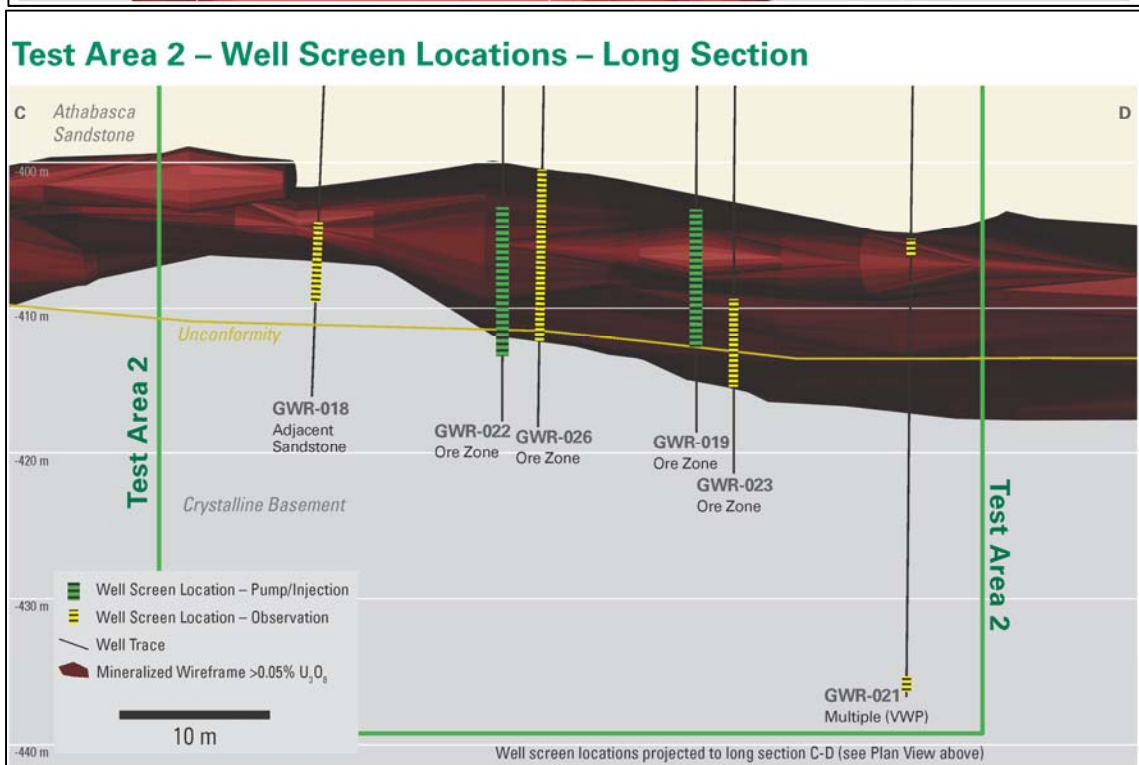 Test Area 2 – Well Screen Locations – Long Section
C
Athabasca
Sandstone
D
-400 m
-410 m
Unconformity
Test Area 2
GWR-018
Adjacent
Sandstone
GWR-022
Ore Zone
GWR-026
Ore Zone
GWR-019
Ore Zone
GWR-023
Ore Zone
-420 m
Crystalline Basement
Test Area 2
Well Screen Location – Pump/Injection
-430 m
Well Screen Location – Observation
Well Trace
Mineralized Wireframe >0.05% U₃O₈
10 m
GWR-021
Multiple (VWP)
-440 m
Well screen locations projected to long section C-D (see Plan View above)